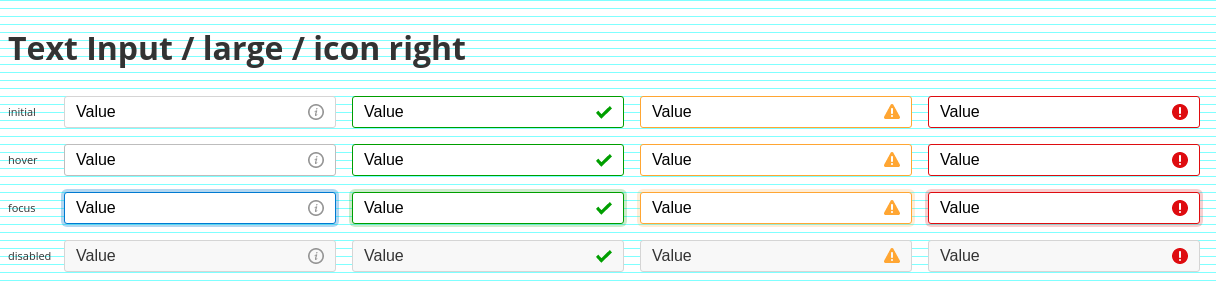 Text Input / large / icon right
initial Value Value Value Value
hover Value Value Value Value
focus Value Value Value Value
disabled Value Value Value Value